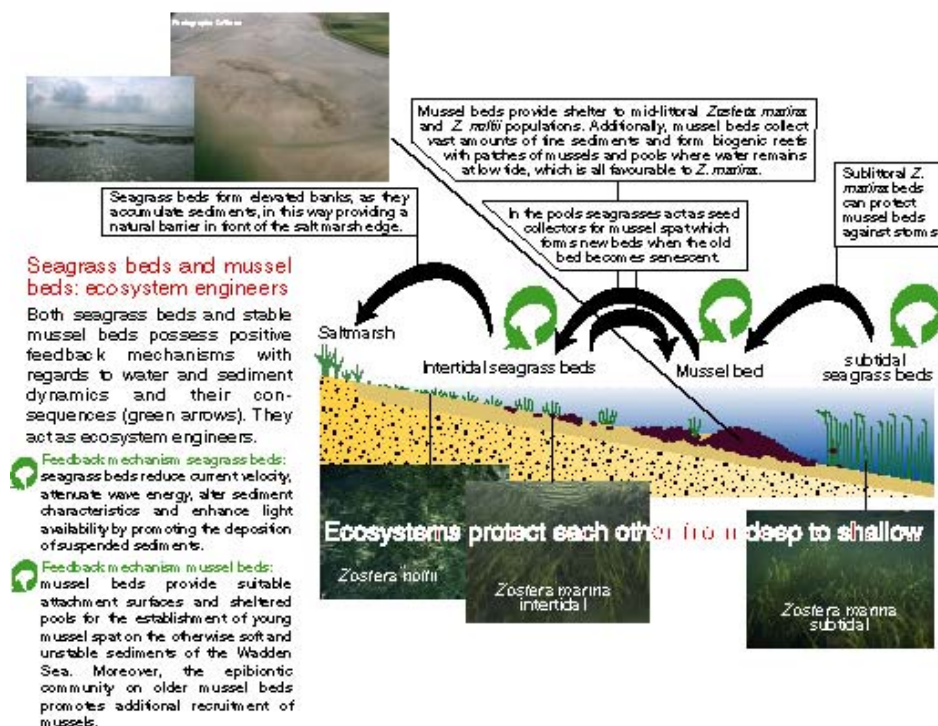 Mussel beds provide shelter to mid-littoral Zostera marina
and Z. noltii populations. Additionally, mussel beds collect
vast amounts of fine sediments and form biogenic reefs
with patches of mussels and pools where water remains
at low tide, which is all favourable to Z. marina.
Sublittoral Z.
marina beds
can protect
mussel beds
against storms.
Seagrass beds form elevated banks, as they
accumulate sediments, in this way providing a
natural barrier in front of the salt marsh edge.
In the pools seagrasses act as seed
collectors for mussel spat which
forms new beds when the old
bed becomes senescent.
Seagrass beds and mussel
beds: ecosystem engineers
Both seagrass beds and stable
mussel beds possess positive
feedback mechanisms with
regards to water and sediment
dynamics and their con-
sequences (green arrows). They
act as ecosystem engineers.
Feedback mechanism seagrass beds:
seagrass beds reduce current velocity,
attenuate wave energy, alter sediment
characteristics and enhance light
availability by promoting the deposition
of suspended sediments.
Feedback mechanism mussel beds:
mussel beds provide suitable
attachment surfaces and sheltered
pools for the establishment of young
mussel spat on the otherwise soft and
unstable sediments of the Wadden
Sea. Moreover, the epibiontic
community on older mussel beds
promotes additional recruitment of
mussels.
Saltmarsh
Intertidal seagrass beds
Mussel bed
subtidal
seagrass beds
Ecosystems protect each other from deep to shallow
Zostera noltii
Zostera marina
intertidal
Zostera marina
subtidal